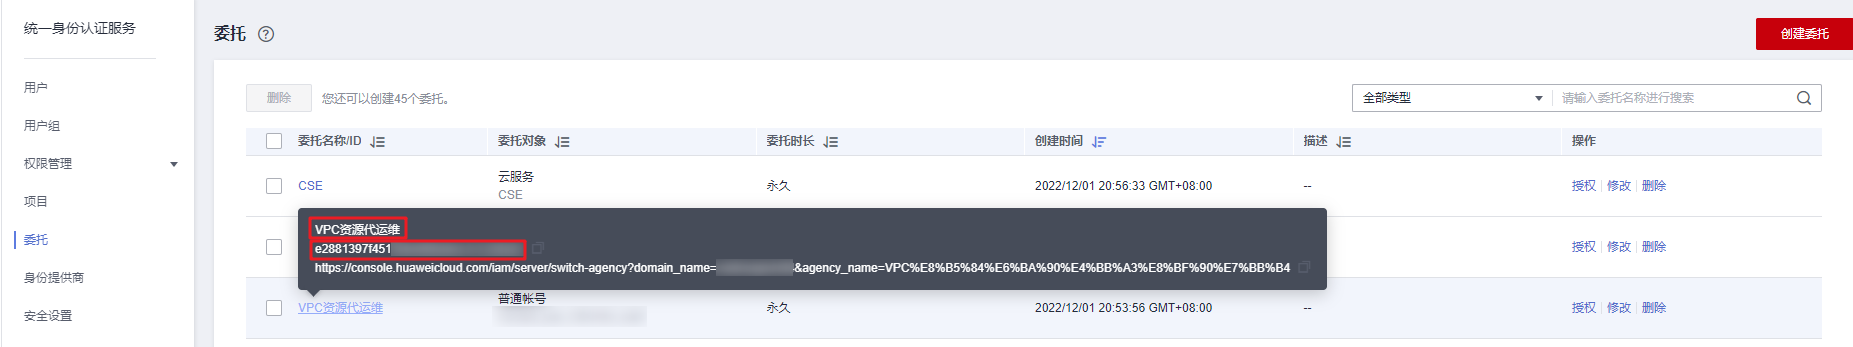 统一身份认证服务
用户
用户组
权限管理
项目
委托
身份提供商
安全设置
委托 ?
创建委托
删除 您还可以创建45个委托。
全部类型 请输入委托名称进行搜索
委托名称/ID 委托对象 委托时长 创建时间 描述 操作
CSE 云服务 永久 2022/12/01 20:56:33 GMT+08:00 -- 授权 修改 删除
CSE
VPC资源代运维
e2881397f451
https://console.huaweicloud.com/iam/server/switch-agency?domain_name= &agency_name=VPC%E8%B5%84%E6%BA%90%E4%BB%A3%E8%BF%90%E7%BB%B4
授权 修改 删除
VPC资源代运维 普通帐号 永久 2022/12/01 20:53:56 GMT+08:00 -- 授权 修改 删除